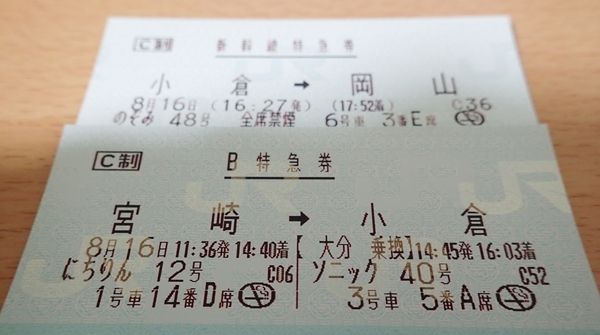 C制 新幹線特急券
小倉 → 岡山
8月16日 (16:27発) (17:52着) C36
のぞみ 48号 全席禁煙 6号車 3番E席
C制 B特急券
宮崎 → 小倉
8月16日 11:36発 14:40着【 大分 乗換】14:45発 16:03着
にちりん 12号 C06 ソニック 40号 C52
1号車 14番D席 3号車 5番A席